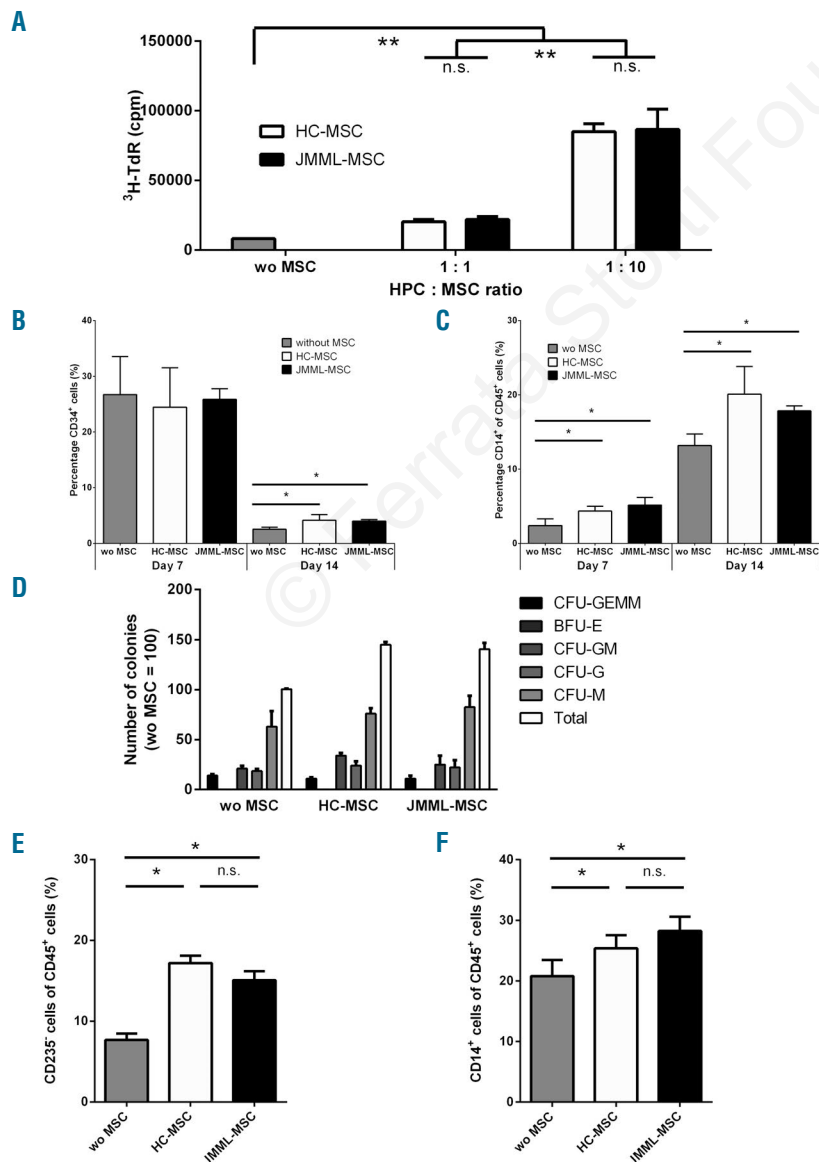 A
³H-TdR (cpm)
150000
100000
50000
0
**
n.s.
**
n.s.
HC-MSC
JMML-MSC
wo MSC
1 : 1
1 : 10
HPC : MSC ratio
B
Percentage CD34⁺ cells (%)
40
30
20
10
0
without MSC
HC-MSC
JMML-MSC
*
*
wo MSC HC-MSC JMML-MSC wo MSC HC-MSC JMML-MSC
Day 7 Day 14
C
Percentage CD14⁺ of CD45⁺ cells (%)
30
20
10
0
wo MSC
HC-MSC
JMML-MSC
*
*
*
*
wo MSC HC-MSC JMML-MSC wo MSC HC-MSC JMML-MSC
Day 7 Day 14
D
Number of colonies
(wo MSC = 100)
200
150
100
50
0
wo MSC HC-MSC JMML-MSC
CFU-GEMM
BFU-E
CFU-GM
CFU-G
CFU-M
Total
E
CD235⁻ cells of CD45⁺ cells (%)
30
20
10
0
*
*
n.s.
wo MSC
HC-MSC
JMML-MSC
F
CD14⁺ cells of CD45⁺ cells (%)
40
30
20
10
0
*
*
n.s.
wo MSC
HC-MSC
JMML-MSC
© Ferrata Storti Fou